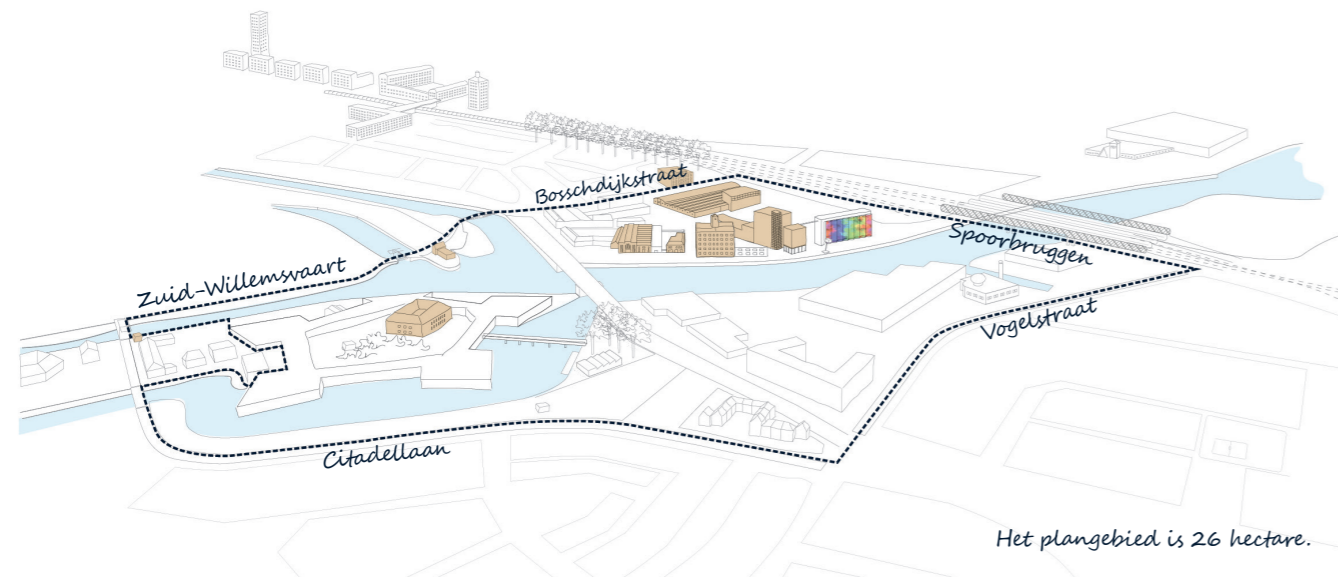 Bosschdijkstraat
Spoorbruggen
Zuid-Willemsvaart
Vogelstraat
Citadellaan
Het plangebied is 26 hectare.